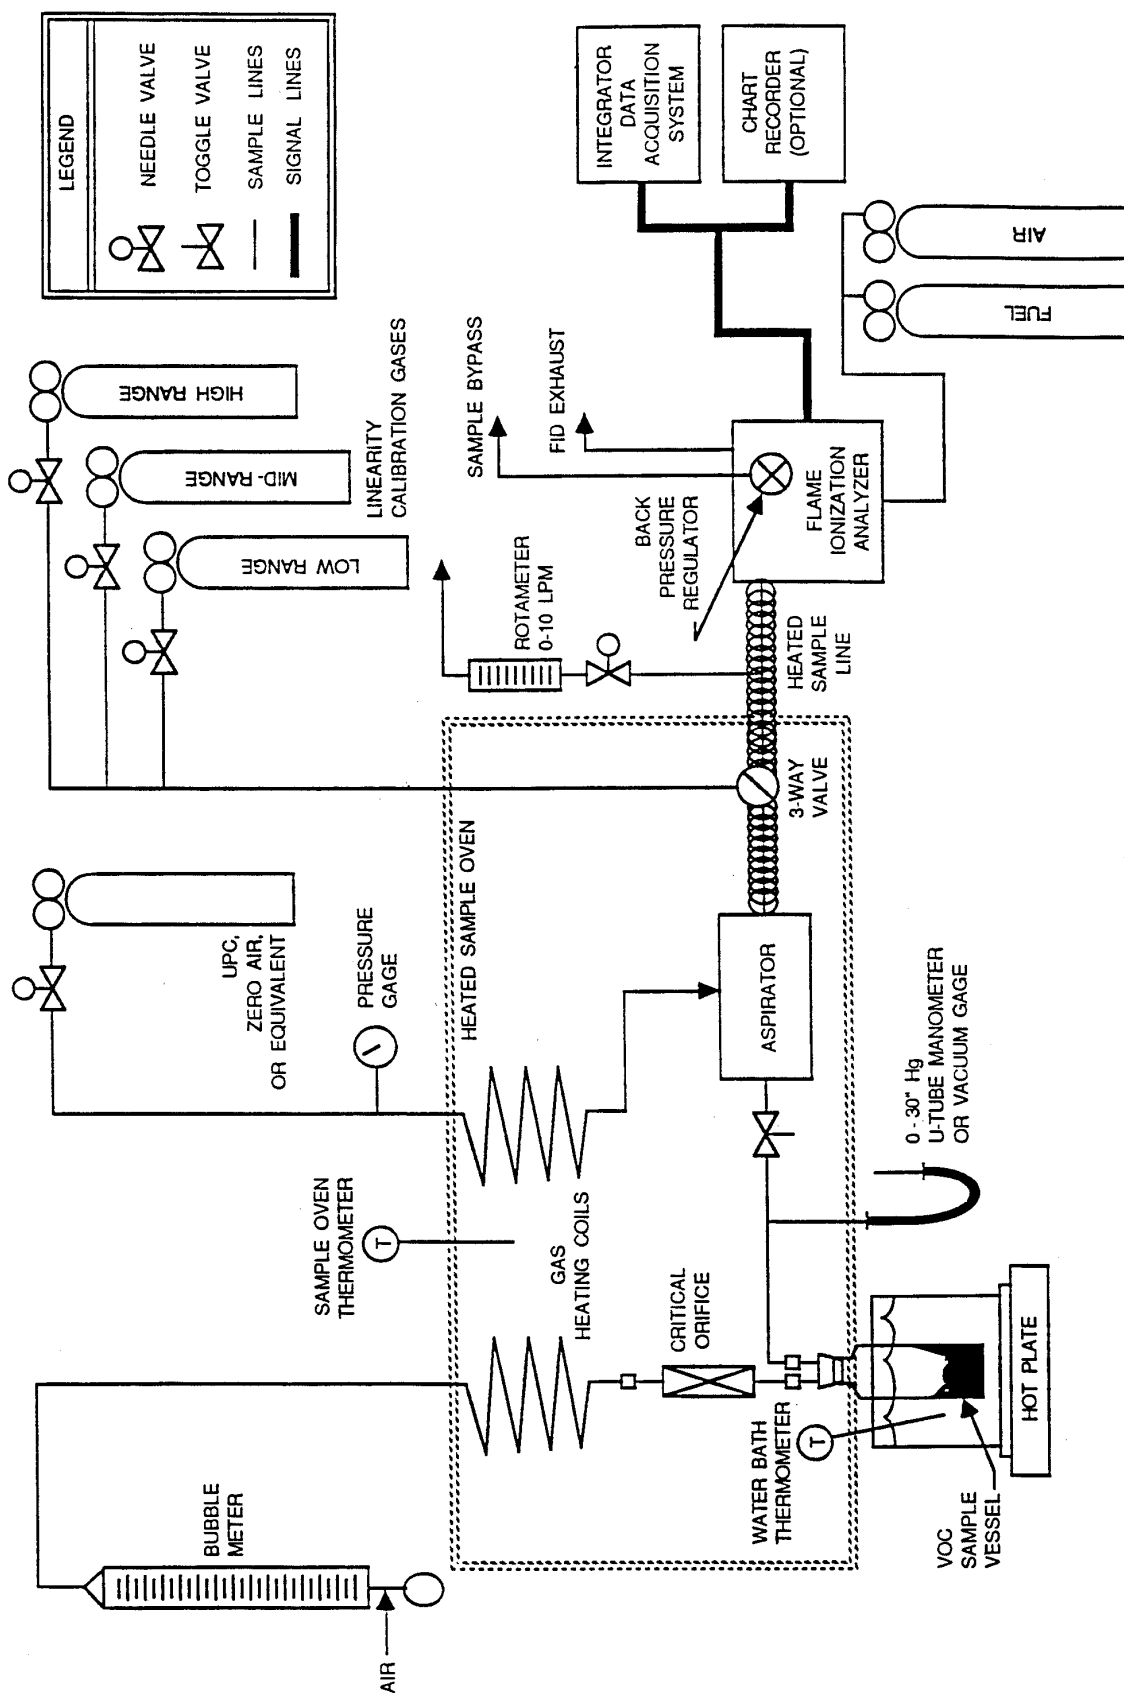 LEGEND
NEEDLE VALVE
TOGGLE VALVE
SAMPLE LINES
SIGNAL LINES
HIGH RANGE
MID-RANGE
LOW RANGE
LINEARITY
CALIBRATION GASES
UPC,
ZERO AIR,
OR EQUIVALENT
PRESSURE
GAGE
SAMPLE OVEN
THERMOMETER
T
BUBBLE
METER
AIR
HEATED SAMPLE OVEN
GAS
HEATING COILS
CRITICAL
ORIFICE
WATER BATH
THERMOMETER
T
VOC
SAMPLE
VESSEL
HOT PLATE
0 - 30" Hg
U-TUBE MANOMETER
OR VACUUM GAGE
ASPIRATOR
3-WAY
VALVE
HEATED
SAMPLE
LINE
ROTAMETER
0-10 LPM
BACK
PRESSURE
REGULATOR
SAMPLE BYPASS
FID EXHAUST
FLAME
IONIZATION
ANALYZER
INTEGRATOR
DATA
ACQUISITION
SYSTEM
CHART
RECORDER
(OPTIONAL)
FUEL
AIR